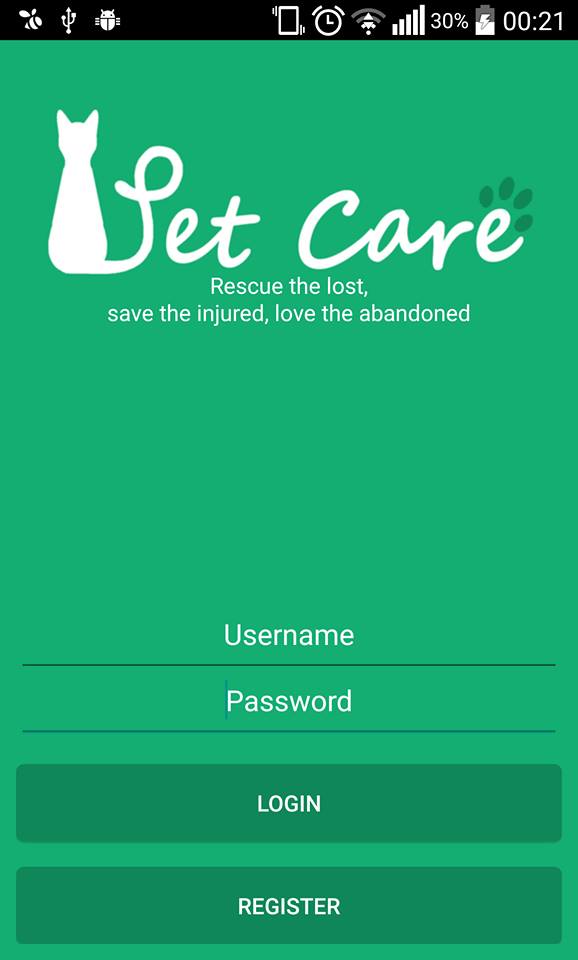 30% 00:21
Pet Care
Rescue the lost,
save the injured, love the abandoned
Username
Password
LOGIN
REGISTER